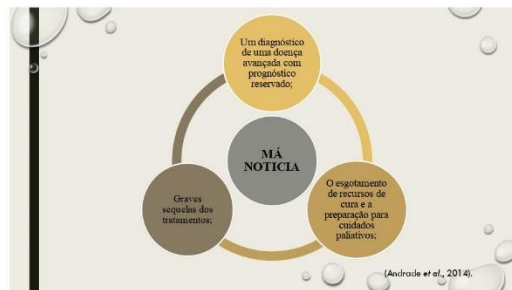 Um diagnóstico
de uma doença
avançada com
prognóstico
reservado;
MÁ
NOTICIA
Graves
sequelas dos
tratamentos;
O esgotamento
de recursos de
cura e a
preparação para
cuidados
paliativos;
(Andrade et al., 2014).